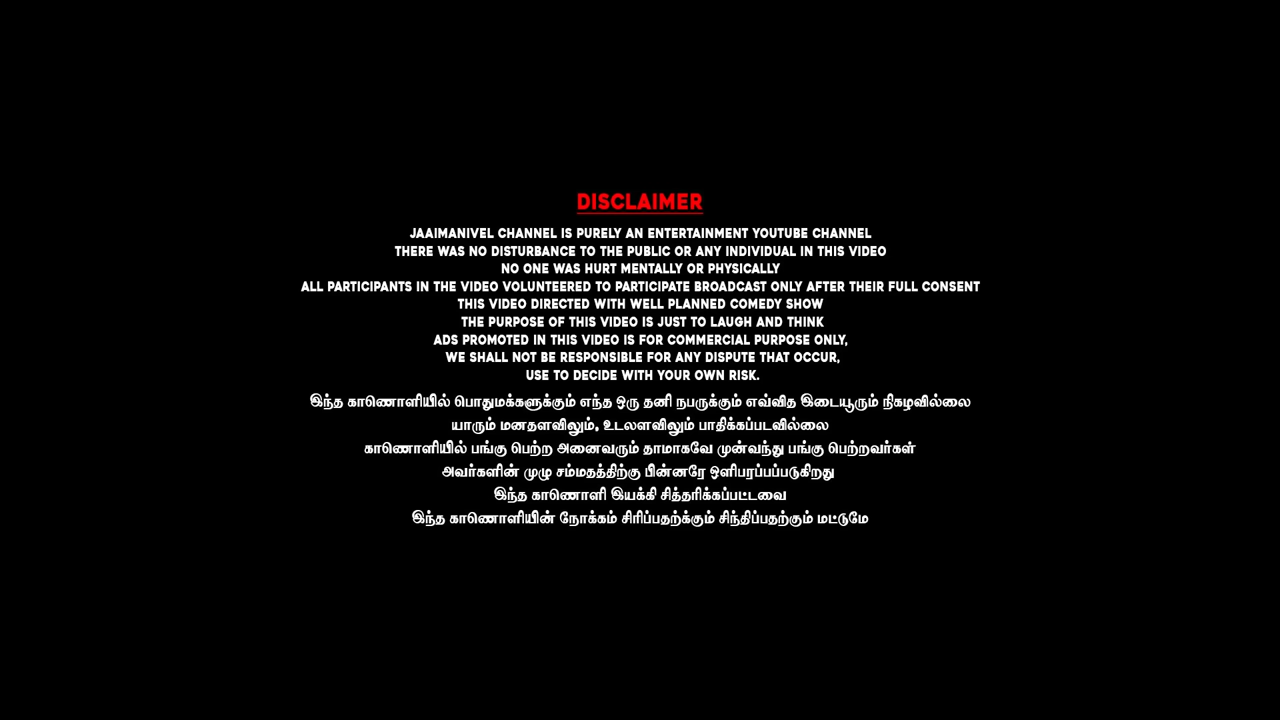 DISCLAIMER
JAAIMANIVEL CHANNEL IS PURELY AN ENTERTAINMENT YOUTUBE CHANNEL
THERE WAS NO DISTURBANCE TO THE PUBLIC OR ANY INDIVIDUAL IN THIS VIDEO
NO ONE WAS HURT MENTALLY OR PHYSICALLY
ALL PARTICIPANTS IN THE VIDEO VOLUNTEERED TO PARTICIPATE BROADCAST ONLY AFTER THEIR FULL CONSENT
THIS VIDEO DIRECTED WITH WELL PLANNED COMEDY SHOW
THE PURPOSE OF THIS VIDEO IS JUST TO LAUGH AND THINK
ADS PROMOTED IN THIS VIDEO IS FOR COMMERCIAL PURPOSE ONLY,
WE SHALL NOT BE RESPONSIBLE FOR ANY DISPUTE THAT OCCUR,
USE TO DECIDE WITH YOUR OWN RISK.
இந்த காணொளியில் பொதுமக்களுக்கும் எந்த ஒரு தனி நபருக்கும் எவ்வித இடையூரும் நிகழவில்லை
யாரும் மனதளவிலும், உடலளவிலும் பாதிக்கப்படவில்லை
காணொளியில் பங்கு பெற்ற அனைவரும் தாமாகவே முன்வந்து பங்கு பெற்றவர்கள்
அவர்களின் முழு சம்மதத்திற்கு பின்னரே ஒளிபரப்பப்படுகிறது
இந்த காணொளி இயக்கி சித்தரிக்கப்பட்டவை
இந்த காணொளியின் நோக்கம் சிரிப்பதற்க்கும் சிந்திப்பதற்கும் மட்டுமே